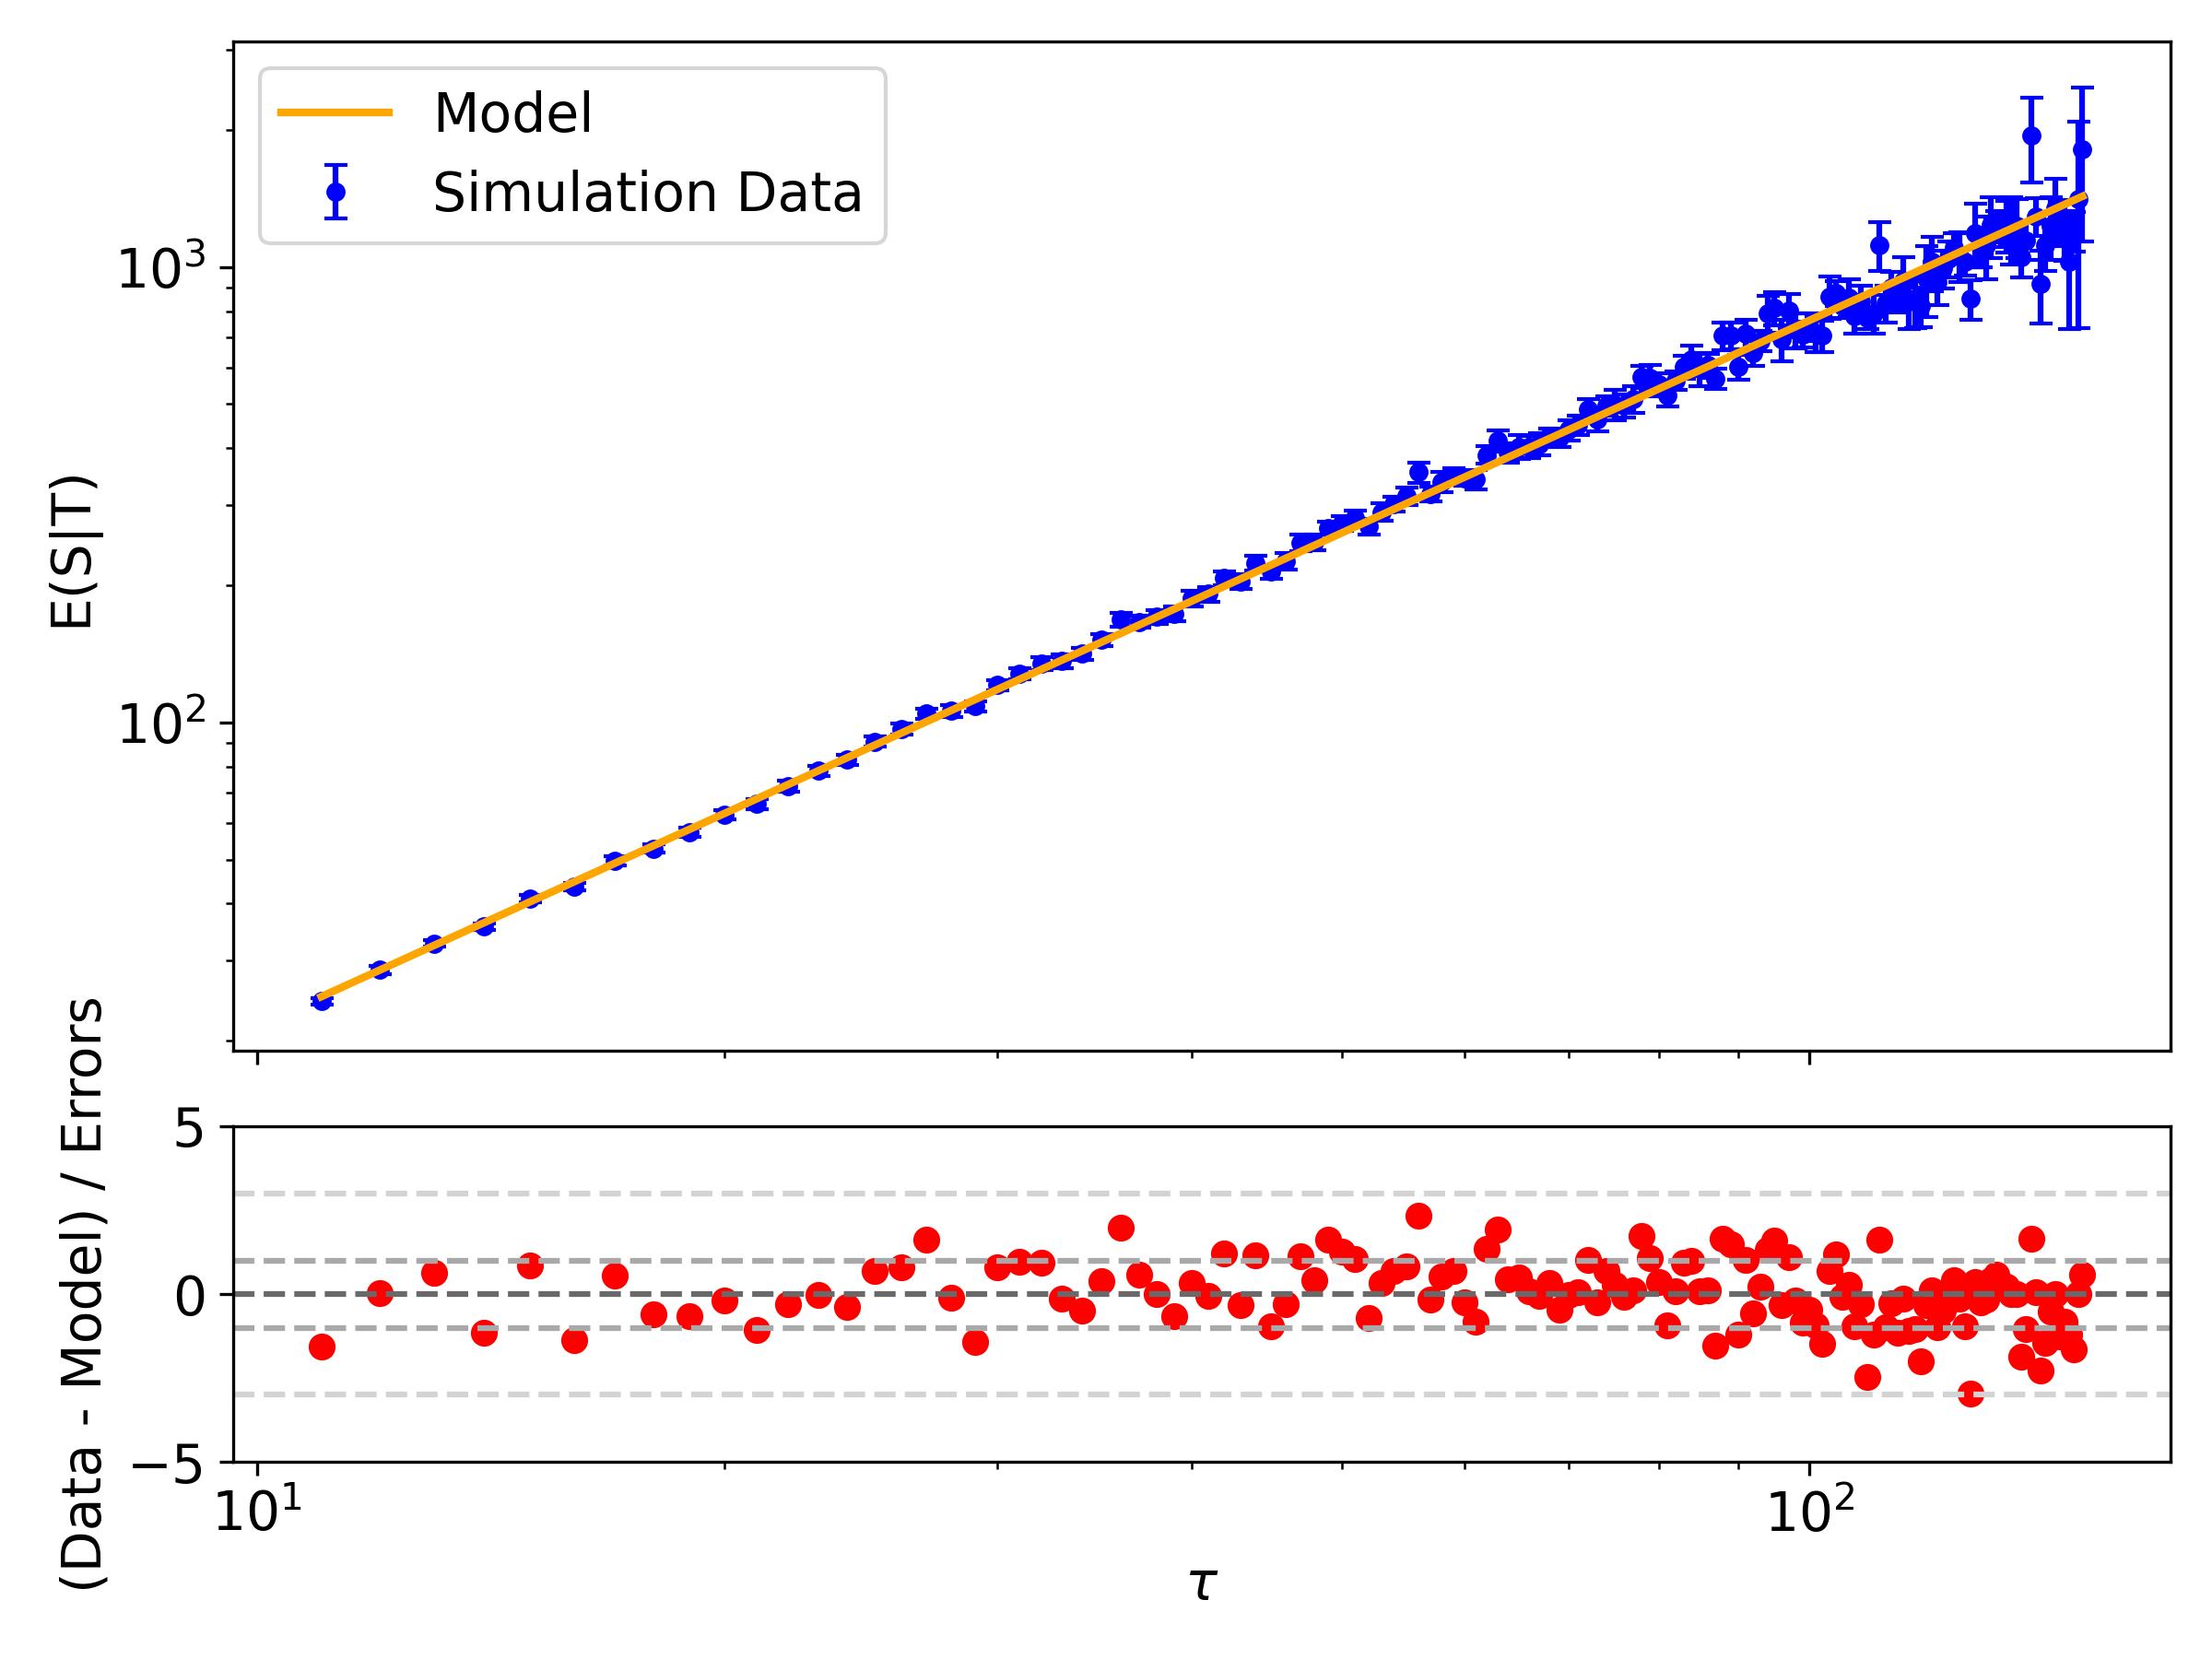 Model
Simulation Data
10³
10²
E(S|T)
5
0
−5
(Data - Model) / Errors
10¹
10²
τ